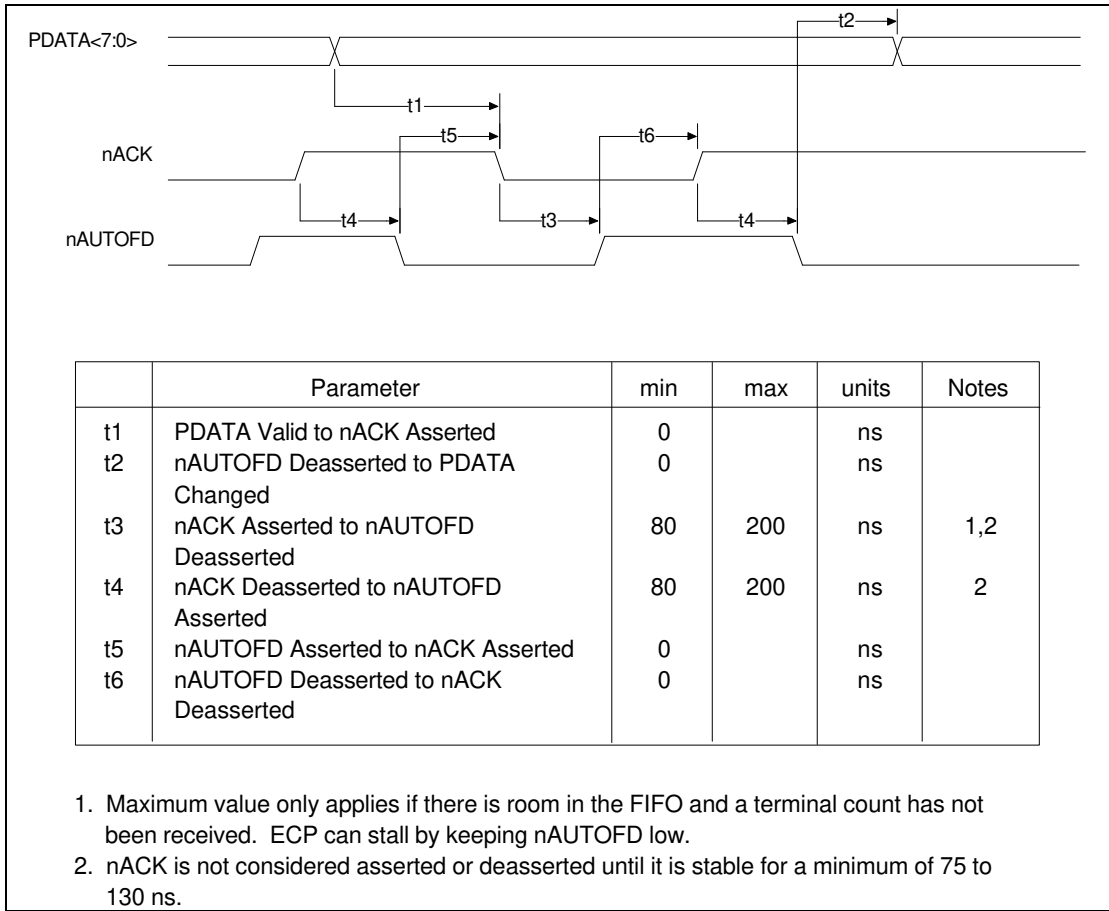 t2
PDATA<7:0>
t1
t5
t6
nACK
t4
t3
t4
nAUTOFD
Parameter min max units Notes
t1 PDATA Valid to nACK Asserted 0 ns
t2 nAUTOFD Deasserted to PDATA 0 ns
Changed
t3 nACK Asserted to nAUTOFD 80 200 ns 1,2
Deasserted
t4 nACK Deasserted to nAUTOFD 80 200 ns 2
Asserted
t5 nAUTOFD Asserted to nACK Asserted 0 ns
t6 nAUTOFD Deasserted to nACK 0 ns
Deasserted
1. Maximum value only applies if there is room in the FIFO and a terminal count has not
been received. ECP can stall by keeping nAUTOFD low.
2. nACK is not considered asserted or deasserted until it is stable for a minimum of 75 to
130 ns.